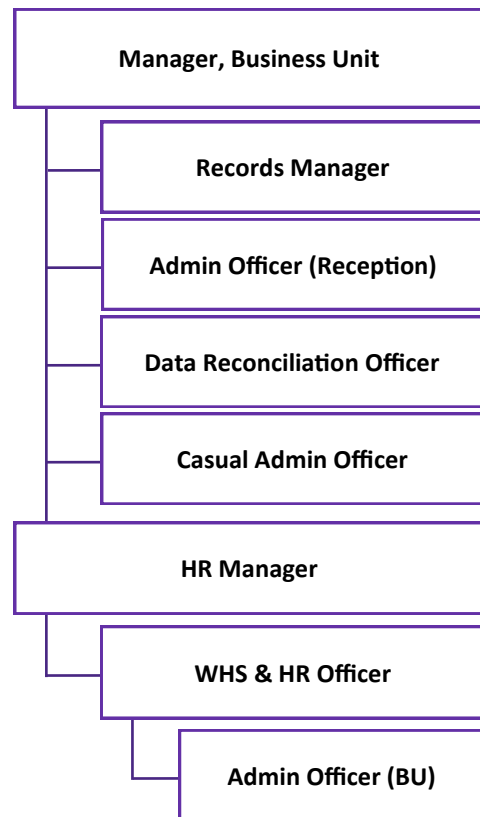 Manager, Business Unit
Records Manager
Admin Officer (Reception)
Data Reconciliation Officer
Casual Admin Officer
HR Manager
WHS & HR Officer
Admin Officer (BU)